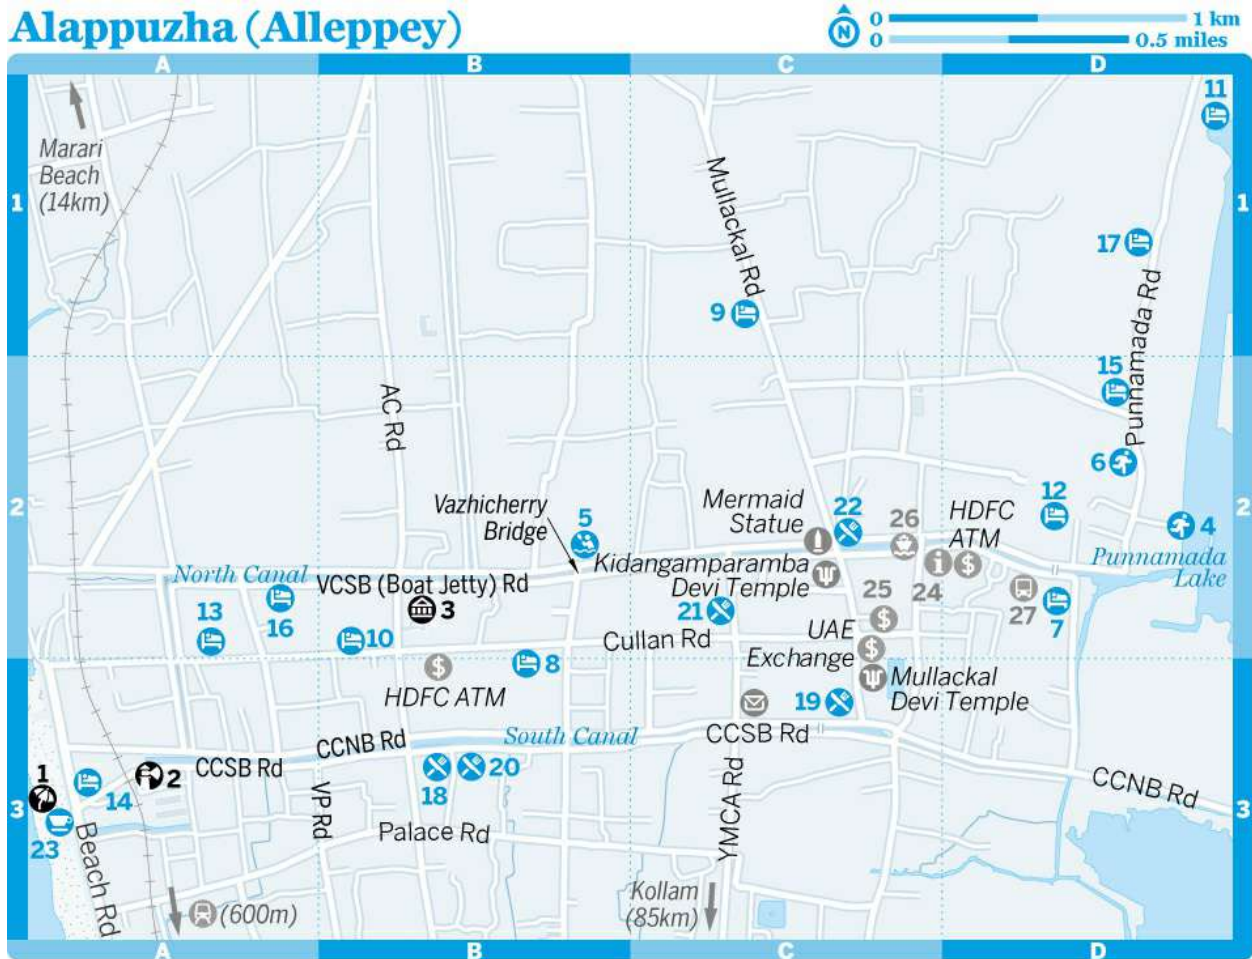 Alappuzha (Alleppey)
N
0
1 km
0
0.5 miles
A
B
C
D
11
Marari
Beach
(14km)
1
1
Mullackal Rd
17
9
Punnamada Rd
15
AC Rd
6
12
2
2
Vazhicherry
Bridge
5
Mermaid
Statue
22
26
HDFC
ATM
4
Punnamada
Lake
North Canal
VCSB (Boat Jetty) Rd
Kidangamparamba
Devi Temple
25
24
27
7
13
16
3
10
21
Cullan Rd
UAE
Exchange
8
HDFC ATM
Mullackal
Devi Temple
19
South Canal
CCNB Rd
CCSB Rd
CCSB Rd
CCNB Rd
1
2
14
18
20
3
3
23
VP Rd
Palace Rd
YMCA Rd
Beach Rd
Kollam
(85km)
(600m)
A
B
C
D